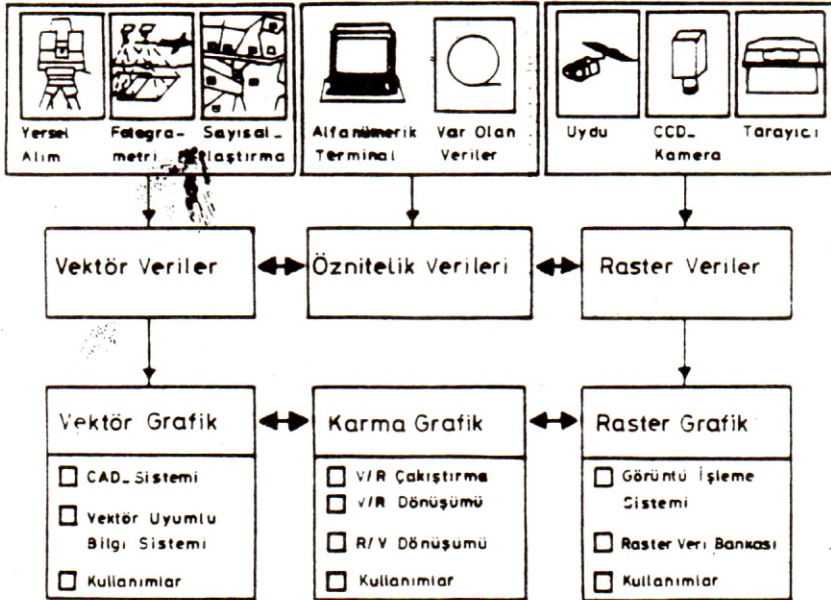 Yersel
Alım
Fotogra-
metri
Sayısal_
laştırma
Alfanümerik
Terminal
Var Olan
Veriler
Uydu
CCD_
Kamera
Tarayıcı
Vektör Veriler
Öznitelik Verileri
Raster Veriler
Vektör Grafik
CAD_Sistemi
Vektör Uyumlu
Bilgi Sistemi
Kullanımlar
Karma Grafik
V/R Çakıştırma
V/R Dönüşümü
R/V Dönüşümü
Kullanımlar
Raster Grafik
Görüntü İşleme
Sistemi
Raster Veri Bankası
Kullanımlar